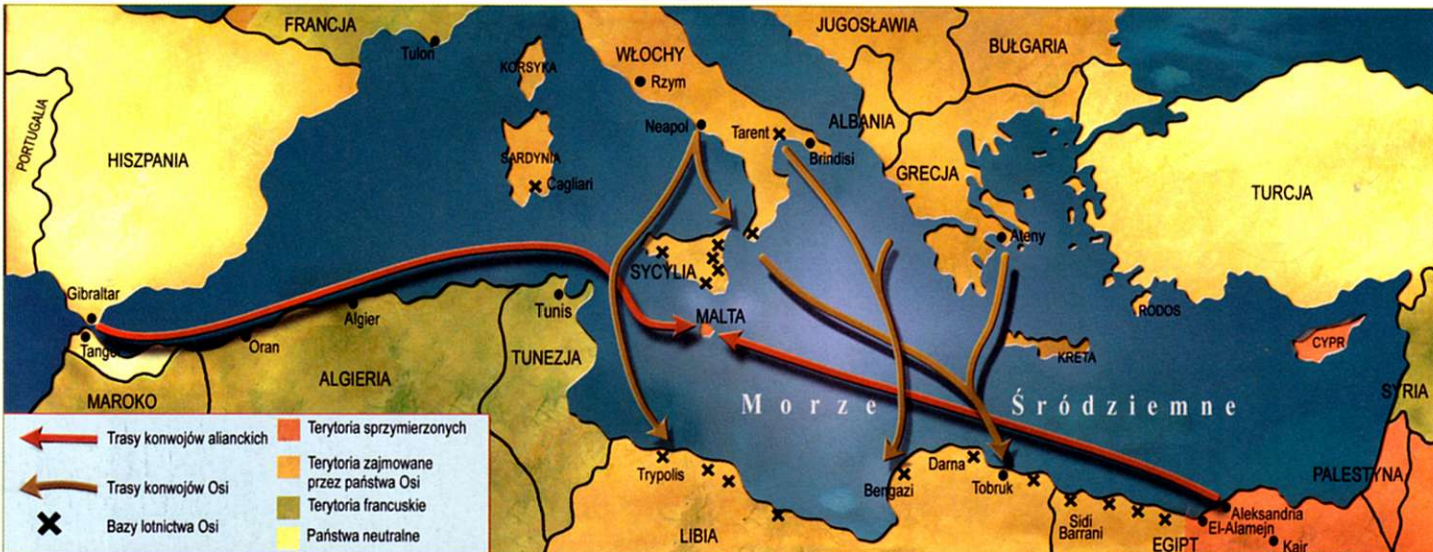 FRANCJA
JUGOSŁAWIA
BUŁGARIA
Tulon
WŁOCHY
KORSYKA
Rzym
PORTUGALIA
HISZPANIA
Neapol
Tarent
ALBANIA
Brindisi
SARDYNIA
Cagliari
GRECJA
TURCJA
Ateny
SYCYLIA
Gibraltar
Tange
Oran
Algier
Tunis
MALTA
RODOS
KRETA
CYPR
TUNEZJA
ALGIERIA
MAROKO
SYRIA
Morze Śródziemne
Trasy konwojów alianckich
Trasy konwojów Osi
Bazy lotnictwa Osi
Terytoria sprzymierzonych
Terytoria zajmowane
przez państwa Osi
Terytoria francuskie
Państwa neutralne
Trypolis
Bengazi
Darna
Tobruk
PALESTYNA
Sidi
Barrani
Aleksandria
El-Alamejn
LIBIA
EGIPT
Kair